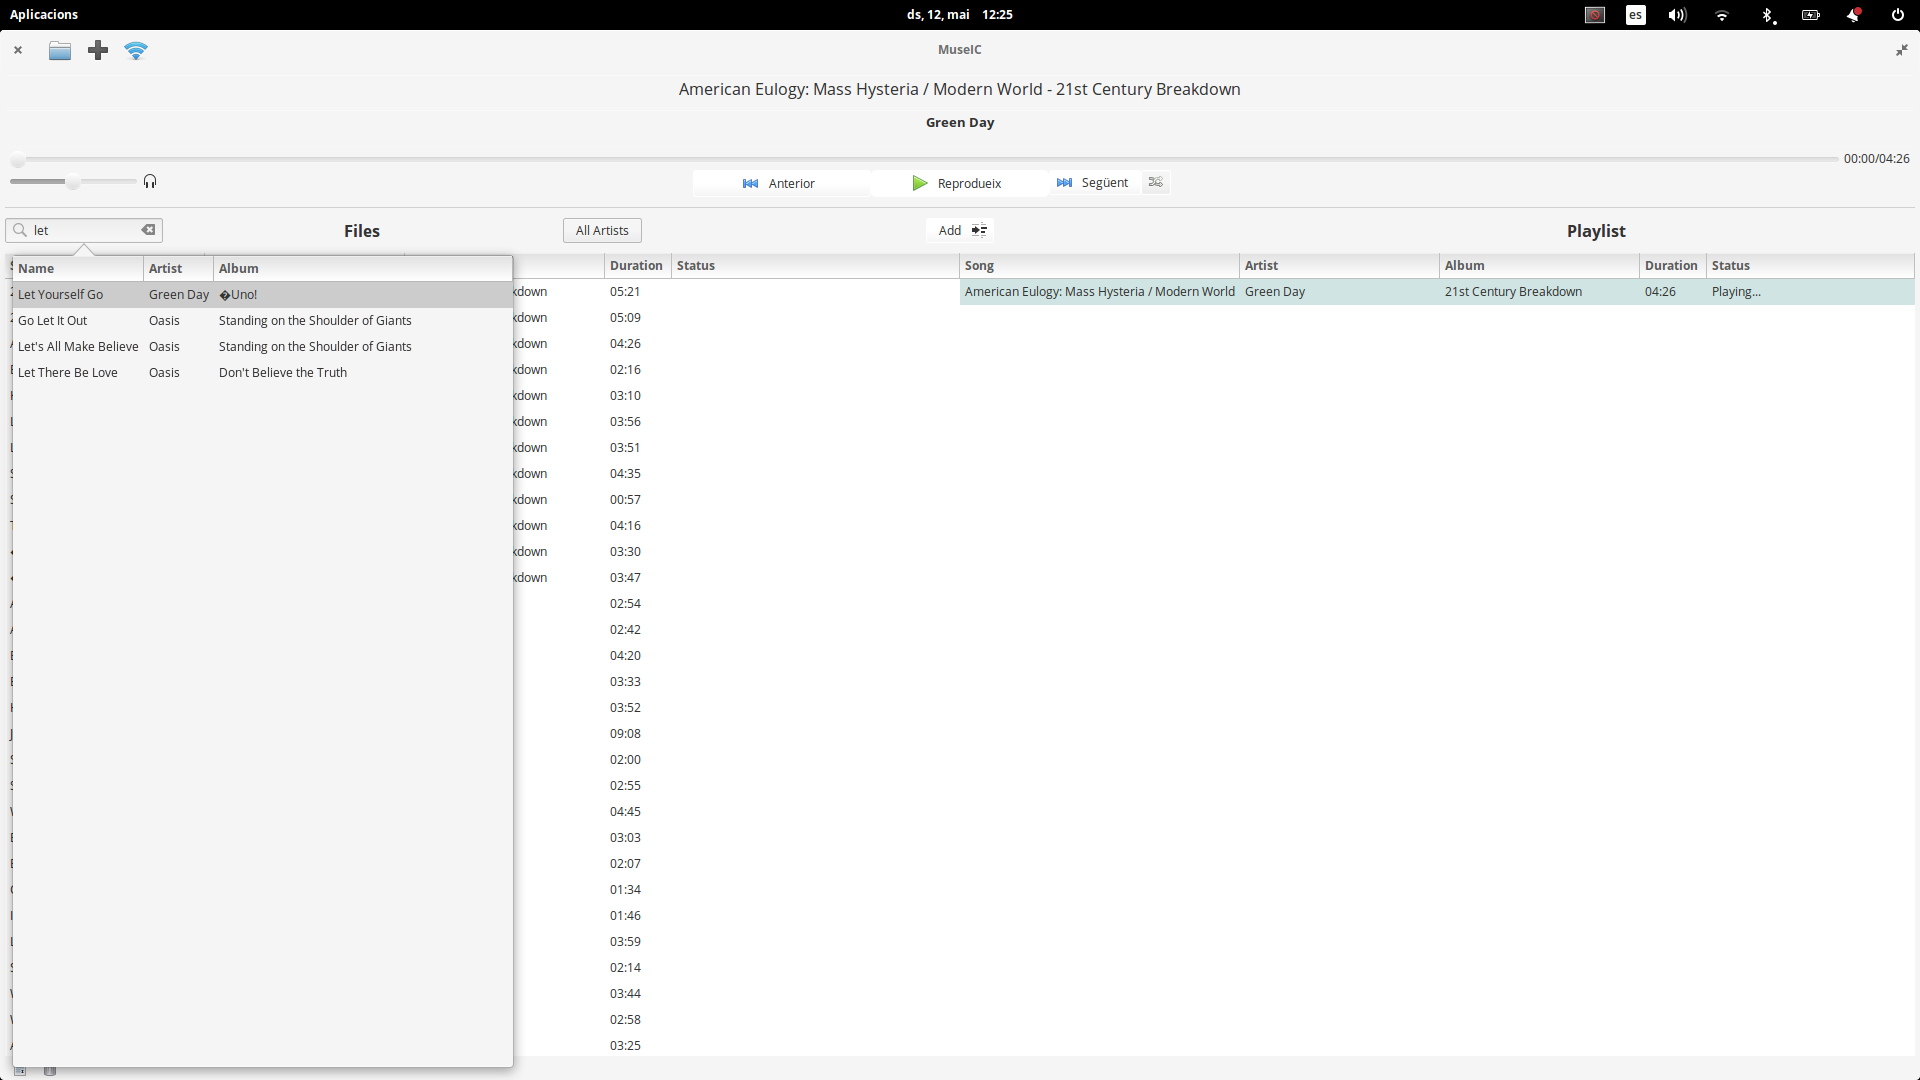 Aplicacions ds, 12, mai 12:25 es
MuseIC
American Eulogy: Mass Hysteria / Modern World - 21st Century Breakdown
Green Day
00:00/04:26
Anterior Reprodueix Següent
let Files All Artists Add Playlist
Name Artist Album
Let Yourself Go Green Day �Uno!
Go Let It Out Oasis Standing on the Shoulder of Giants
Let's All Make Believe Oasis Standing on the Shoulder of Giants
Let There Be Love Oasis Don't Believe the Truth
Duration Status
kdown 05:21
kdown 05:09
kdown 04:26
kdown 02:16
kdown 03:10
kdown 03:56
kdown 03:51
kdown 04:35
kdown 00:57
kdown 04:16
kdown 03:30
kdown 03:47
02:54
02:42
04:20
03:33
03:52
09:08
02:00
02:55
04:45
03:03
02:07
01:34
01:46
03:59
02:14
03:44
02:58
03:25
Song Artist Album Duration Status
American Eulogy: Mass Hysteria / Modern World Green Day 21st Century Breakdown 04:26 Playing...